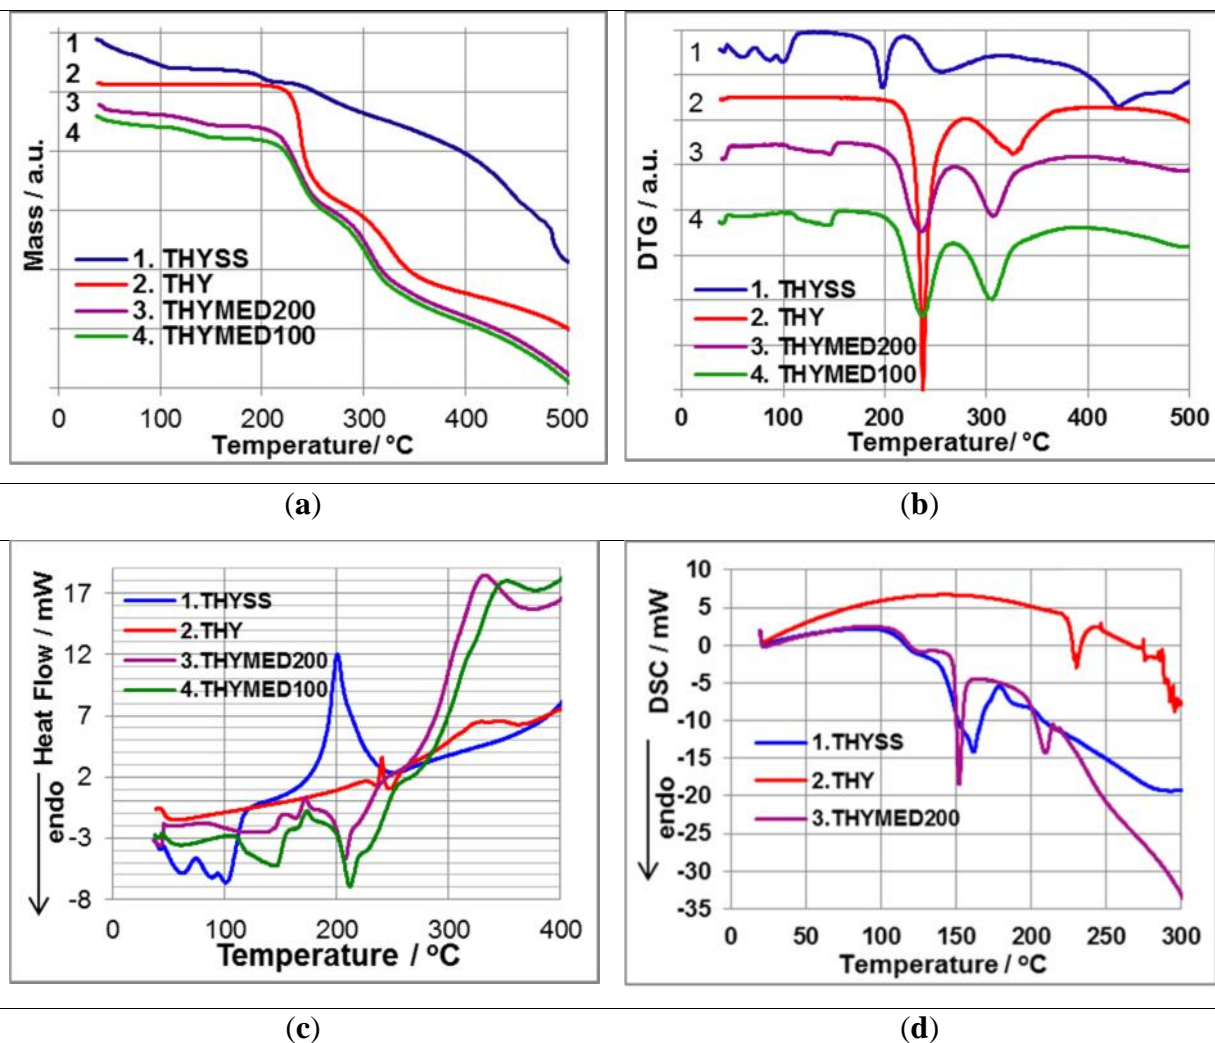 1
2
3
4
Mass / a.u.
1. THYSS
2. THY
3. THYMED200
4. THYMED100
0 100 200 300 400 500
Temperature/ °C
(a)
1
2
3
4
DTG / a.u.
1. THYSS
2. THY
3. THYMED200
4. THYMED100
0 100 200 300 400 500
Temperature/ °C
(b)
Heat Flow / mW
endo
17
12
7
2
-3
-8
1.THYSS
2.THY
3.THYMED200
4.THYMED100
0 100 200 300 400
Temperature / °C
(c)
DSC / mW
endo
10
5
0
-5
-10
-15
-20
-25
-30
-35
1.THYSS
2.THY
3.THYMED200
0 50 100 150 200 250 300
Temperature / °C
(d)